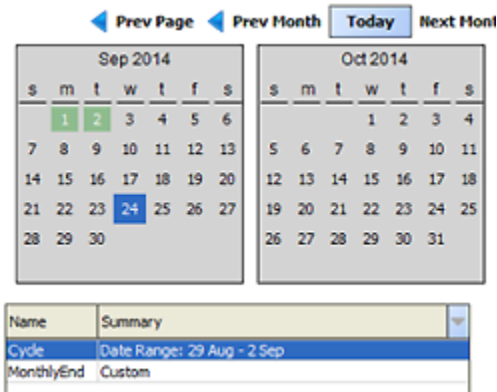 Prev Page Prev Month Today Next Mont
Sep 2014 Oct 2014
s m t w t f s s m t w t f s
1 2 3 4 5 6 1 2 3 4
7 8 9 10 11 12 13 5 6 7 8 9 10 11
14 15 16 17 18 19 20 12 13 14 15 16 17 18
21 22 23 24 25 26 27 19 20 21 22 23 24 25
28 29 30 26 27 28 29 30 31
Name Summary
Cycle Date Range: 29 Aug - 2 Sep
MonthlyEnd Custom